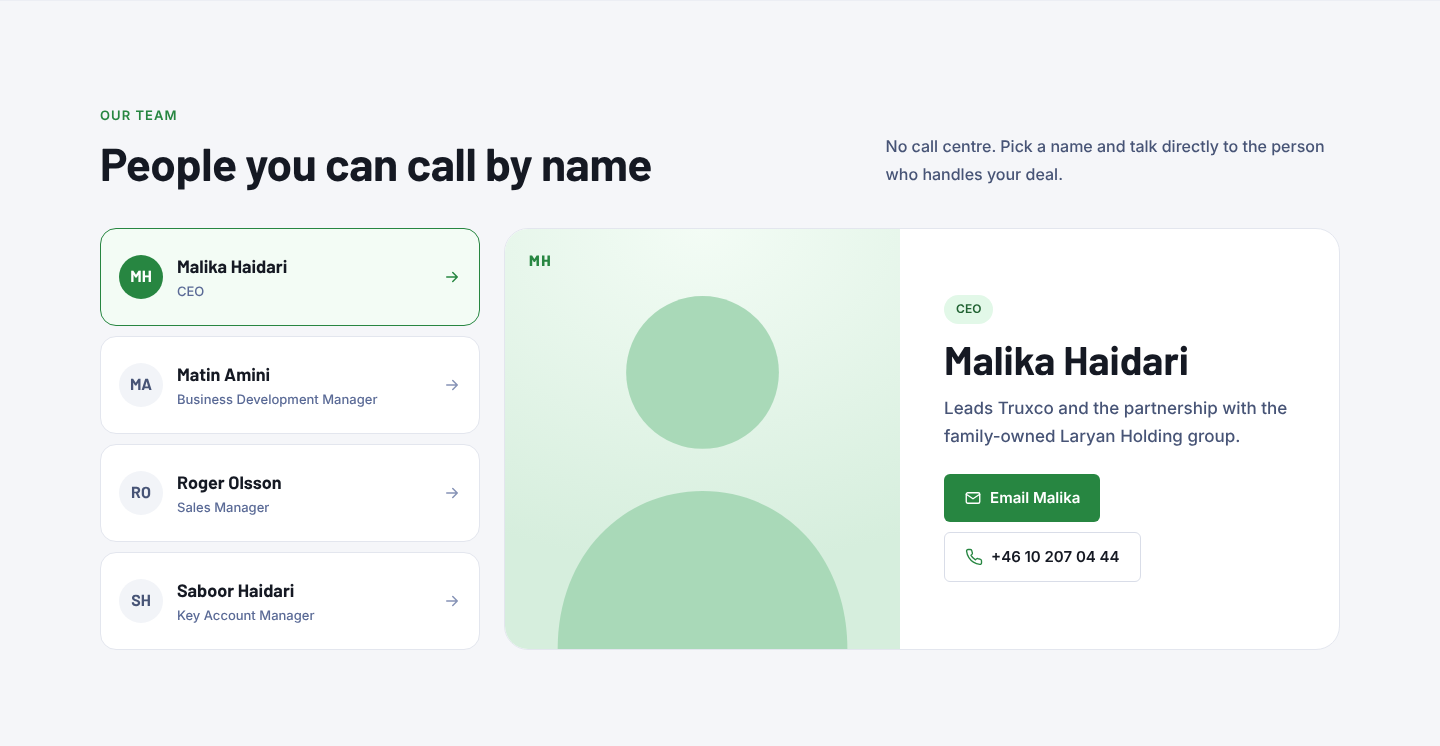 OUR TEAM
People you can call by name
No call centre. Pick a name and talk directly to the person
who handles your deal.
MH
Malika Haidari
CEO
MA
Matin Amini
Business Development Manager
RO
Roger Olsson
Sales Manager
SH
Saboor Haidari
Key Account Manager
MH
CEO
Malika Haidari
Leads Truxco and the partnership with the
family-owned Laryan Holding group.
Email Malika
+46 10 207 04 44